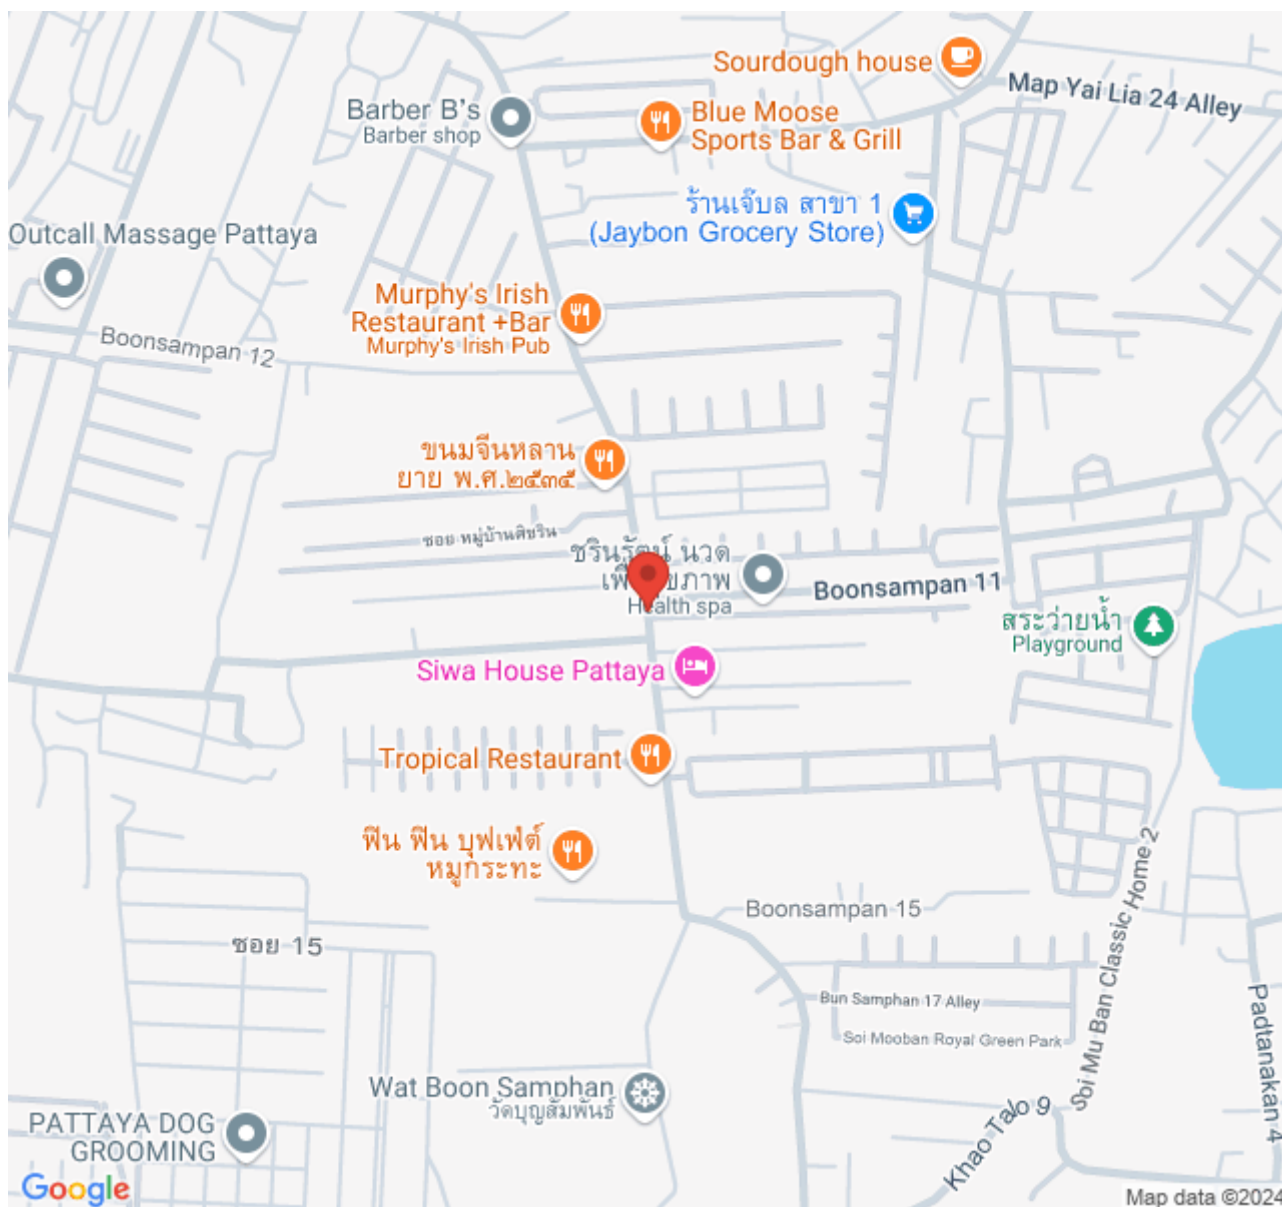 Sourdough house
Map Yai Lia 24 Alley
Barber B's
Barber shop
Blue Moose
Sports Bar & Grill
ร้านเจ๊บล สาขา 1
(Jaybon Grocery Store)
Outcall Massage Pattaya
Murphy's Irish
Restaurant +Bar
Murphy's Irish Pub
Boonsampan 12
ขนมจีนหลาน
ยาย พ.ศ.๒๕๓๕
ซอย หมู่บ้านศิขริน
ชรินรัตน์ นวด
Health spa
Boonsampan 11
สระว่ายน้ำ
Playground
Siwa House Pattaya
Tropical Restaurant
ฟิน ฟิน บุฟเฟ่ต์
หมูกระทะ
Boonsampan 15
ซอย 15
Bun Samphan 17 Alley
Soi Mooban Royal Green Park
Soi Mu Ban Classic Home 2
Padtanakan 4
Khao Talo 9
Wat Boon Samphan
วัดบุญสัมพันธ์
PATTAYA DOG
GROOMING
Google
Map data ©2024